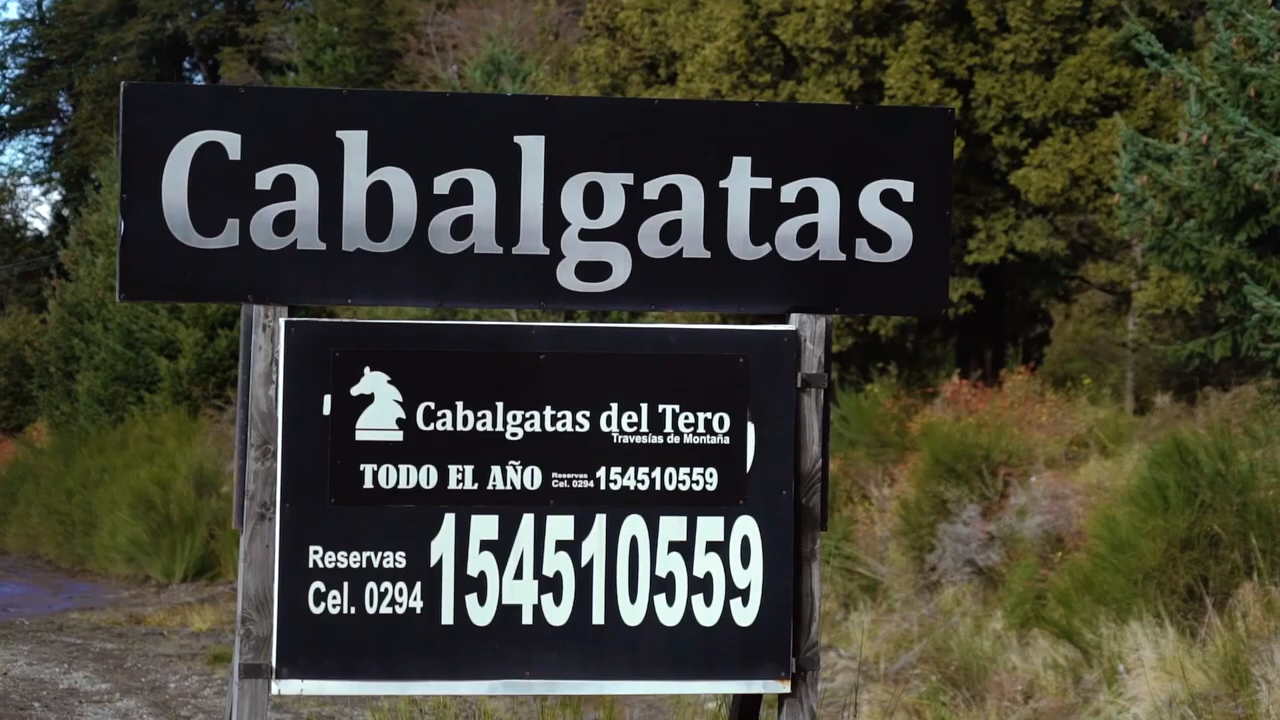 Cabalgatas
Cabalgatas del Tero
Travesías de Montaña
TODO EL AÑO Reservas Cel. 0294 154510559
Reservas
Cel. 0294 154510559